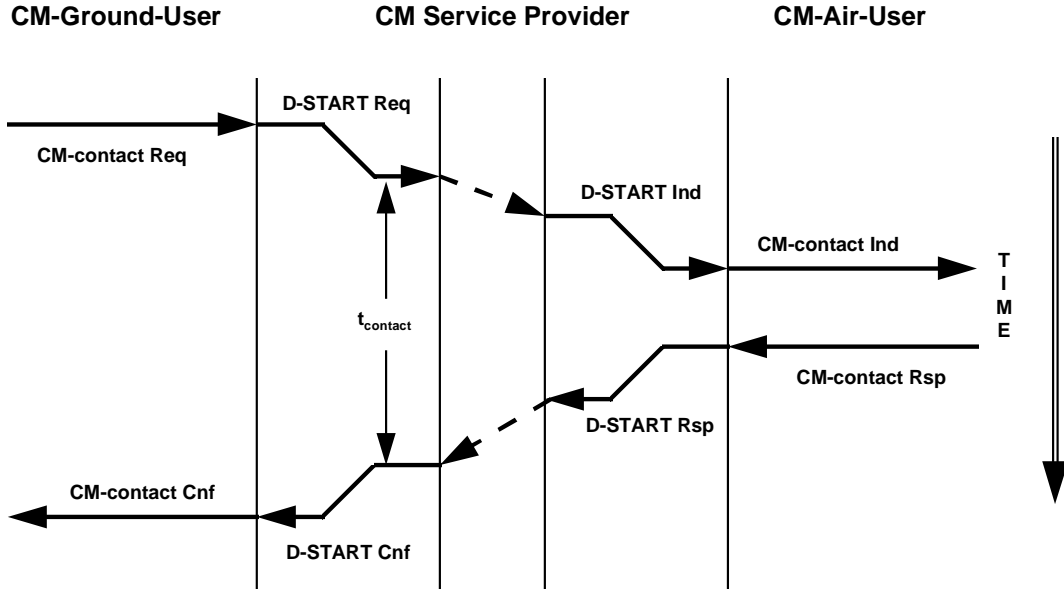 CM-Ground-User
CM Service Provider
CM-Air-User
D-START Req
CM-contact Req
D-START Ind
CM-contact Ind
T
I
M
E
tcontact
CM-contact Rsp
D-START Rsp
CM-contact Cnf
D-START Cnf